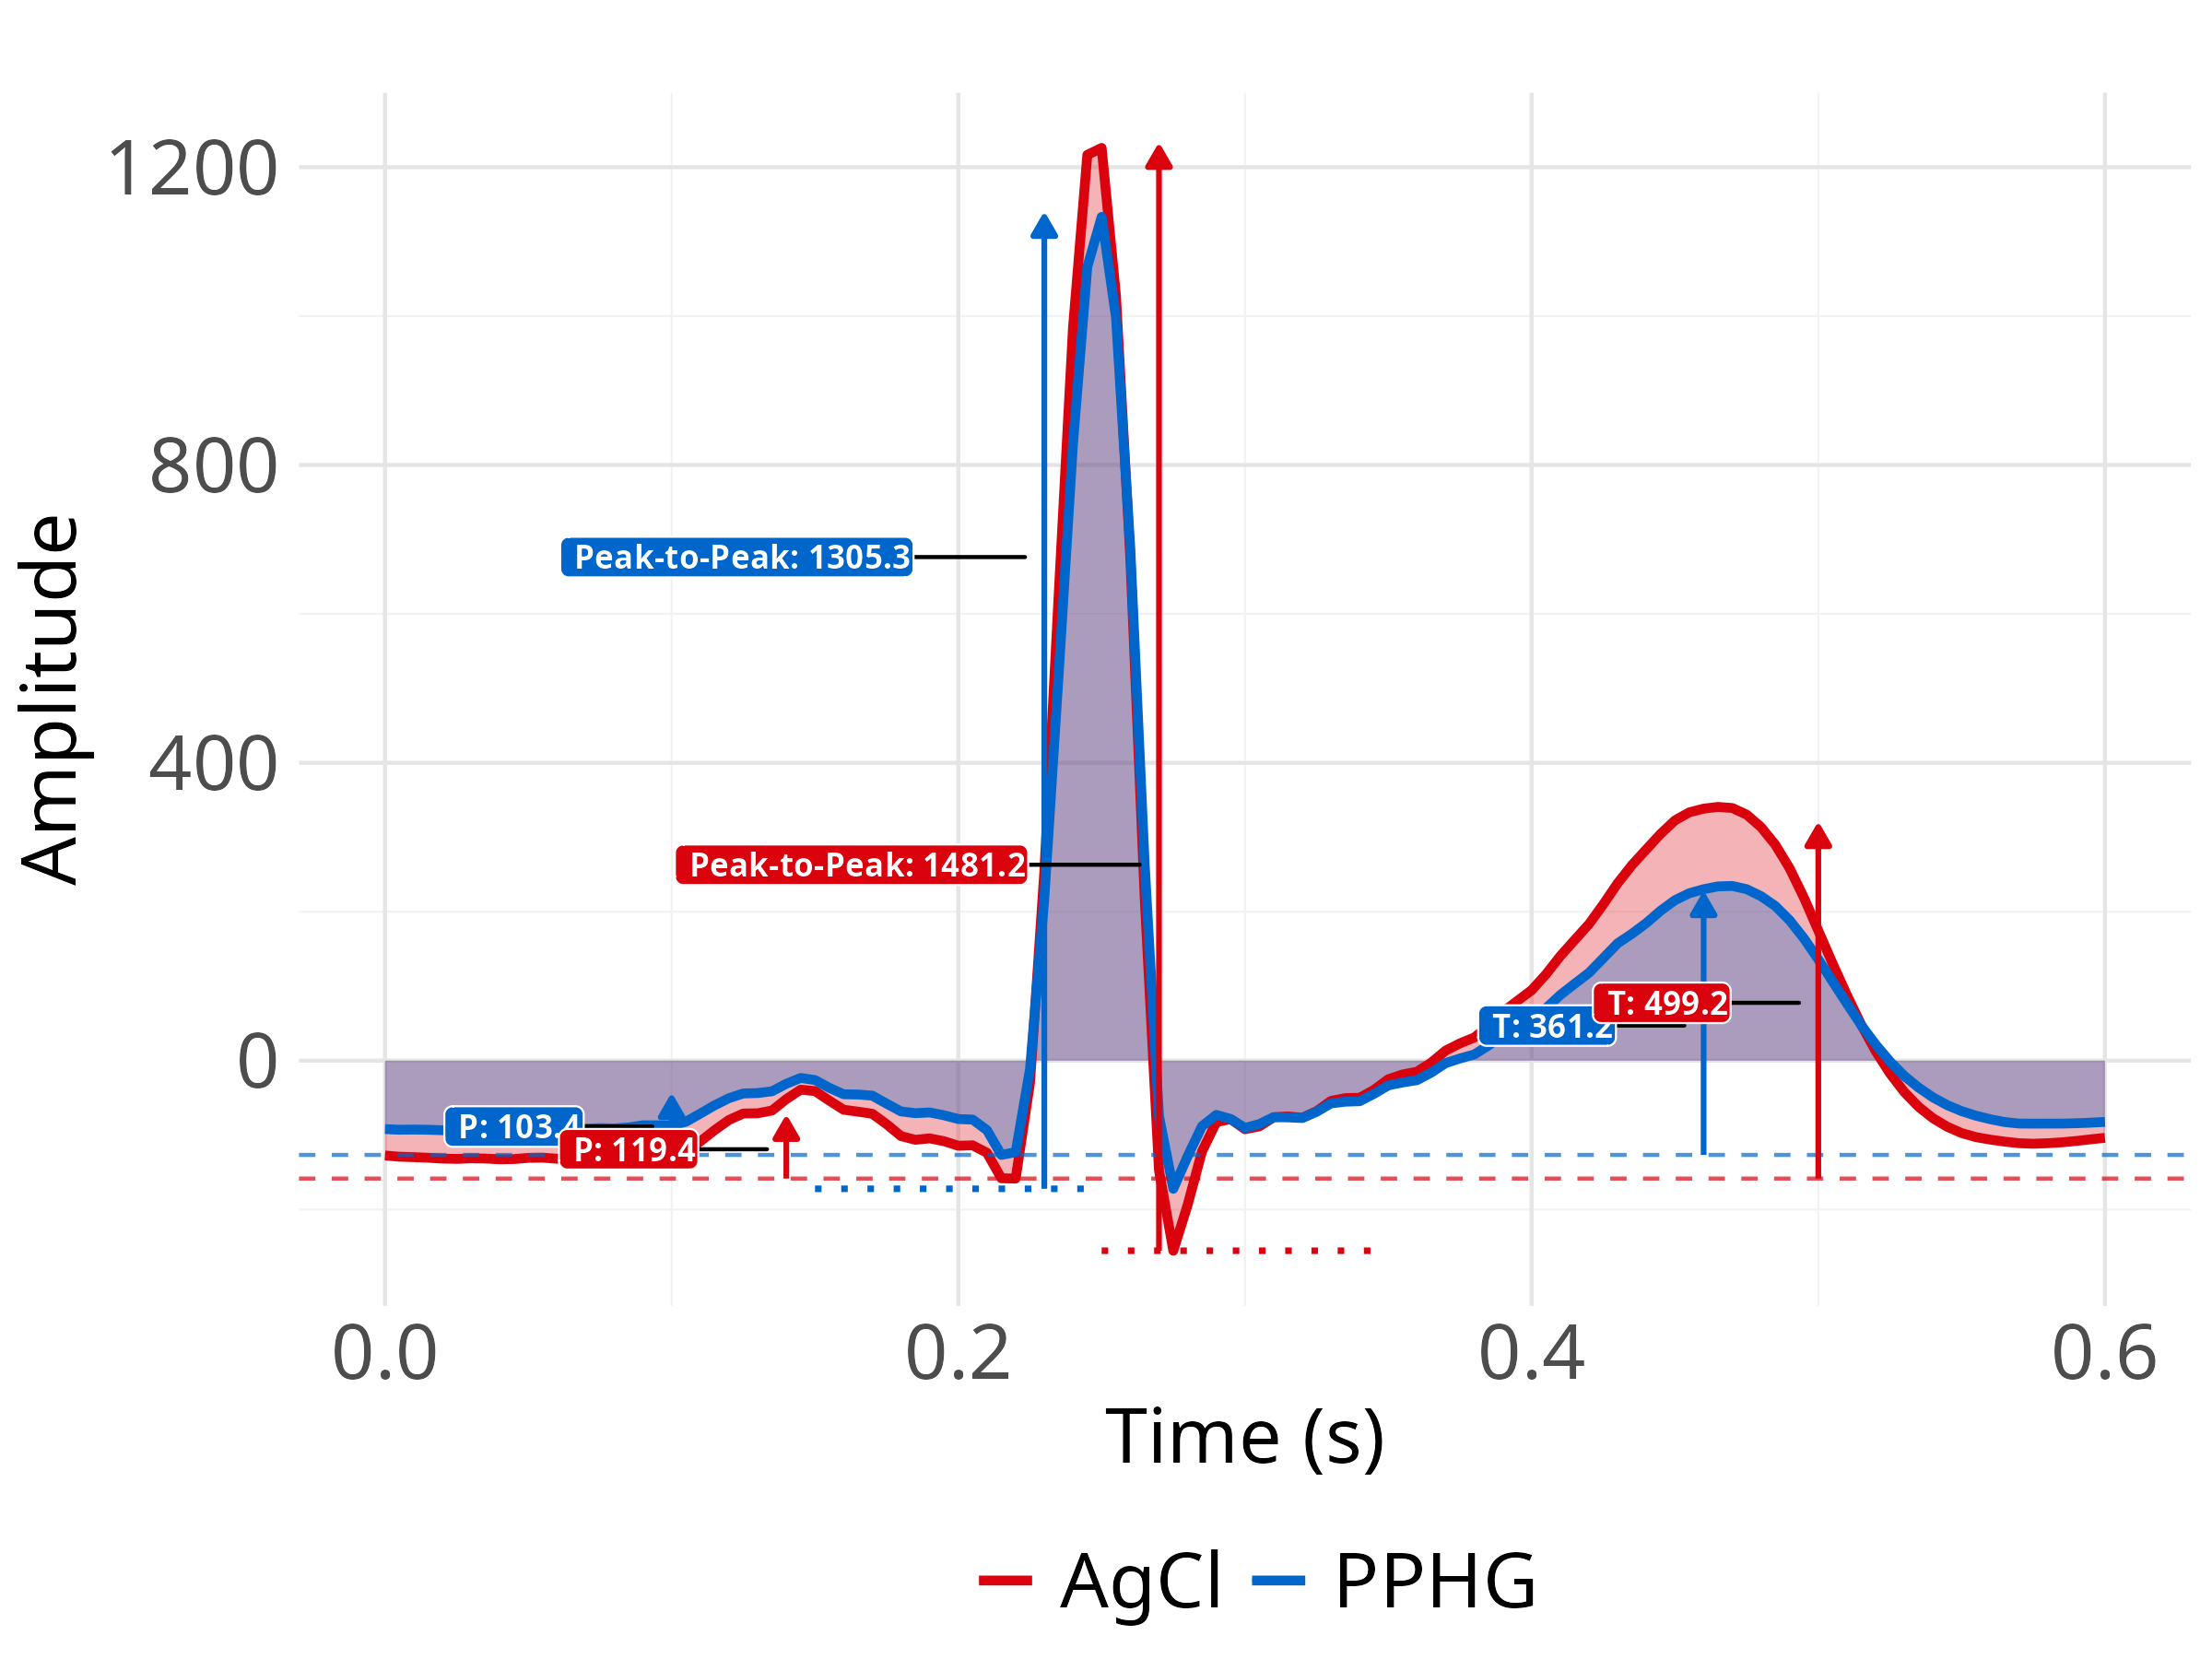 1200
800
400
0
Amplitude
Peak-to-Peak: 1305.3
Peak-to-Peak: 1481.2
T: 499.2
T: 361.2
P: 103.4
P: 119.4
0.0
0.2
0.4
0.6
Time (s)
AgCl
PPHG